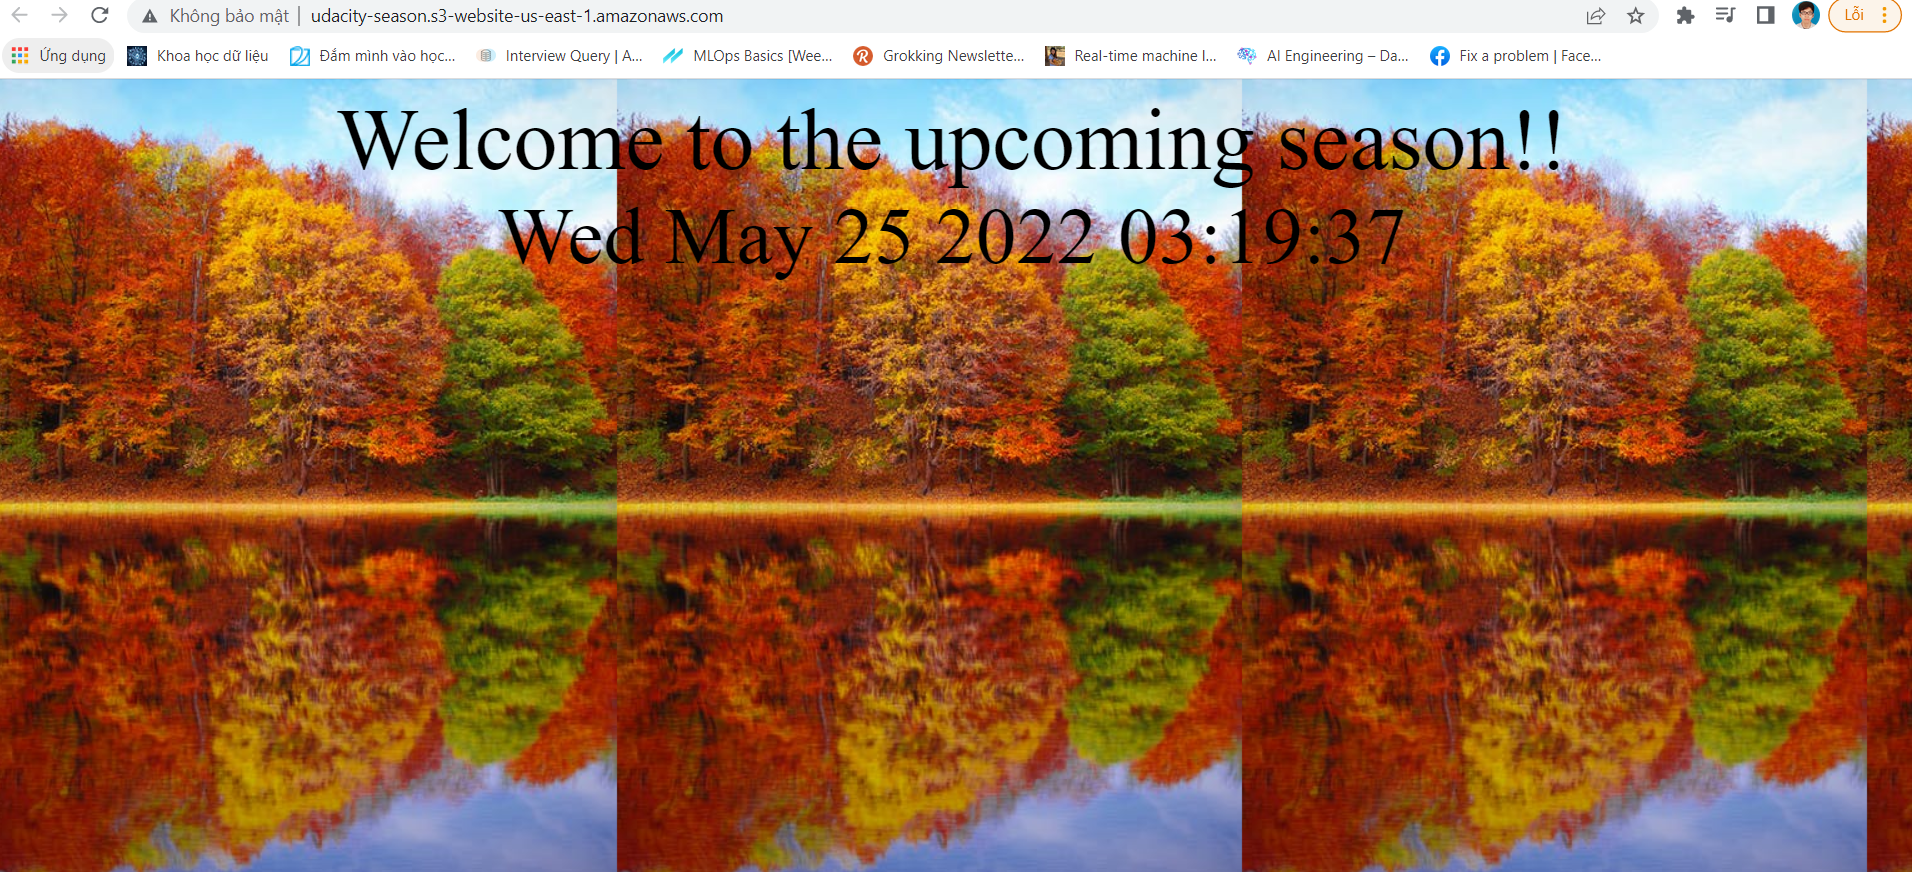 Không bảo mật | udacity-season.s3-website-us-east-1.amazonaws.com Lỗi
Ứng dụng Khoa học dữ liệu Đắm mình vào học... Interview Query | A... MLOps Basics [Wee... Grokking Newslette... Real-time machine l... AI Engineering – Da... Fix a problem | Face...
Welcome to the upcoming season!!
Wed May 25 2022 03:19:37